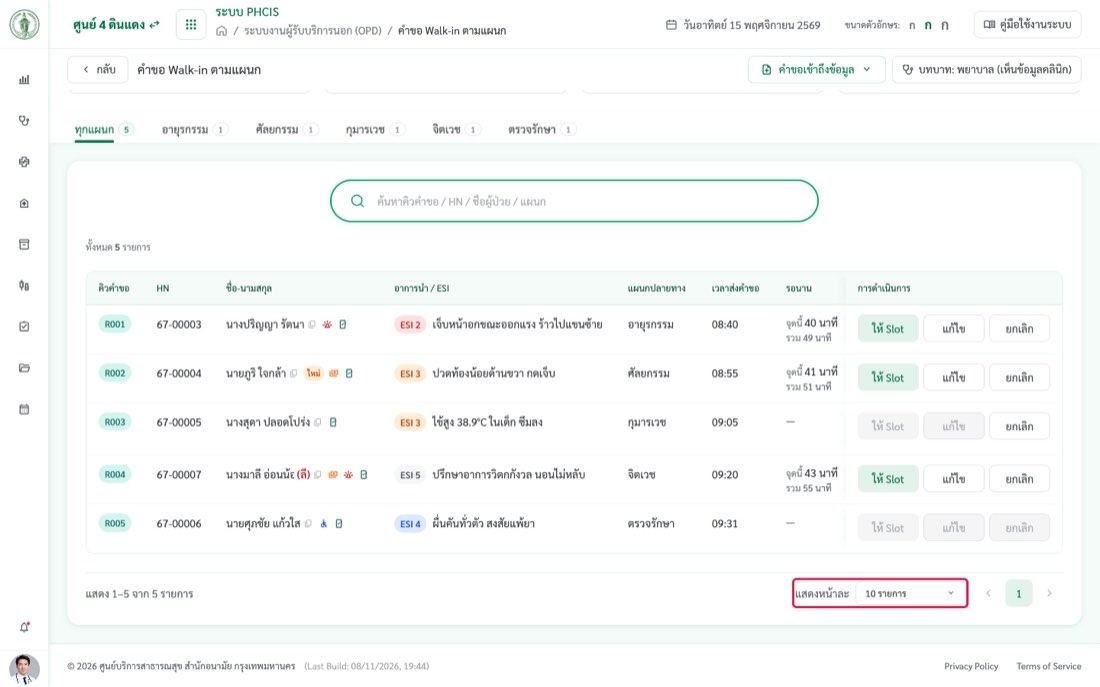 ศูนย์ 4 ดินแดง
ระบบ PHCIS
/ ระบบงานผู้รับบริการนอก (OPD) / คำขอ Walk-in ตามแผนก
วันอาทิตย์ 15 พฤศจิกายน 2569
ขนาดตัวอักษร: ก ก ก
คู่มือใช้งานระบบ
กลับ
คำขอ Walk-in ตามแผนก
คำขอเข้าถึงข้อมูล
บทบาท: พยาบาล (เห็นข้อมูลคลินิก)
ทุกแผนก 5 อายุรกรรม 1 ศัลยกรรม 1 กุมารเวช 1 จิตเวช 1 ตรวจรักษา 1
ค้นหาคิวคำขอ / HN / ชื่อผู้ป่วย / แผนก
ทั้งหมด 5 รายการ
คิวคำขอ HN ชื่อ-นามสกุล อาการนำ / ESI แผนกปลายทาง เวลาส่งคำขอ รอนาน การดำเนินการ
R001 67-00003 นางปริญญา รัตนา ESI 2 เจ็บหน้าอกขณะออกแรง ร้าวไปแขนซ้าย อายุรกรรม 08:40 จุดนี้ 40 นาที ให้ Slot แก้ไข ยกเลิก
รวม 49 นาที
R002 67-00004 นายภูริ ใจกล้า ใหม่ ESI 3 ปวดท้องน้อยด้านขวา กดเจ็บ ศัลยกรรม 08:55 จุดนี้ 41 นาที ให้ Slot แก้ไข ยกเลิก
รวม 51 นาที
R003 67-00005 นางสุดา ปลอดโปร่ง ESI 3 ไข้สูง 38.9°C ในเด็ก ซึมลง กุมารเวช 09:05 — ให้ Slot แก้ไข ยกเลิก
R004 67-00007 นางมาลี อ่อนน้อย (ลี) ESI 5 ปรึกษาอาการวิตกกังวล นอนไม่หลับ จิตเวช 09:20 จุดนี้ 43 นาที ให้ Slot แก้ไข ยกเลิก
รวม 55 นาที
R005 67-00006 นายศุภชัย แก้วใส ESI 4 ผื่นคันทั่วตัว สงสัยแพ้ยา ตรวจรักษา 09:31 — ให้ Slot แก้ไข ยกเลิก
แสดง 1–5 จาก 5 รายการ
แสดงหน้าละ 10 รายการ
1
© 2026 ศูนย์บริการสาธารณสุข สำนักอนามัย กรุงเทพมหานคร (Last Build: 08/11/2026, 19:44)
Privacy Policy Terms of Service